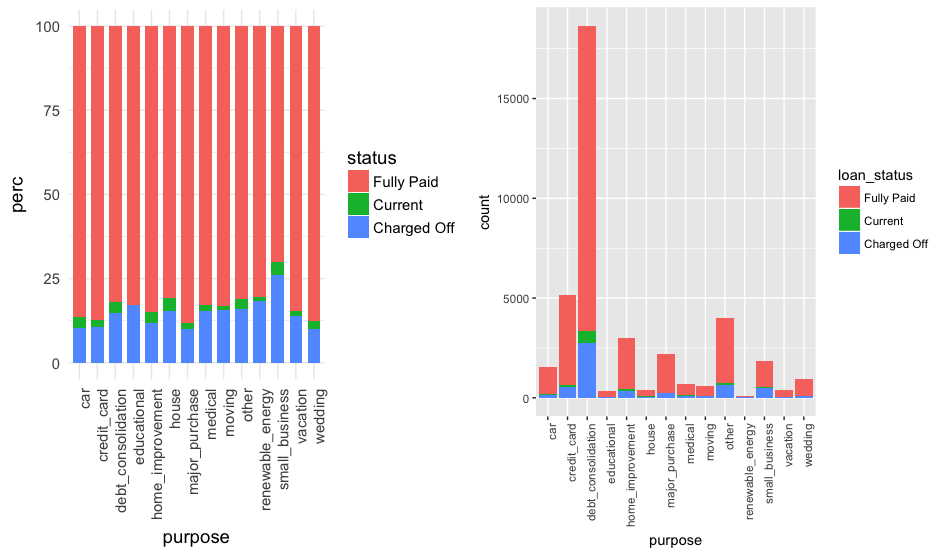 100
75
50
25
0
perc
car
credit_card
debt_consolidation
educational
home_improvement
house
major_purchase
medical
moving
other
renewable_energy
small_business
vacation
wedding
purpose
status
Fully Paid
Current
Charged Off
15000
10000
5000
0
count
car
credit_card
debt_consolidation
educational
home_improvement
house
major_purchase
medical
moving
other
renewable_energy
small_business
vacation
wedding
purpose
loan_status
Fully Paid
Current
Charged Off